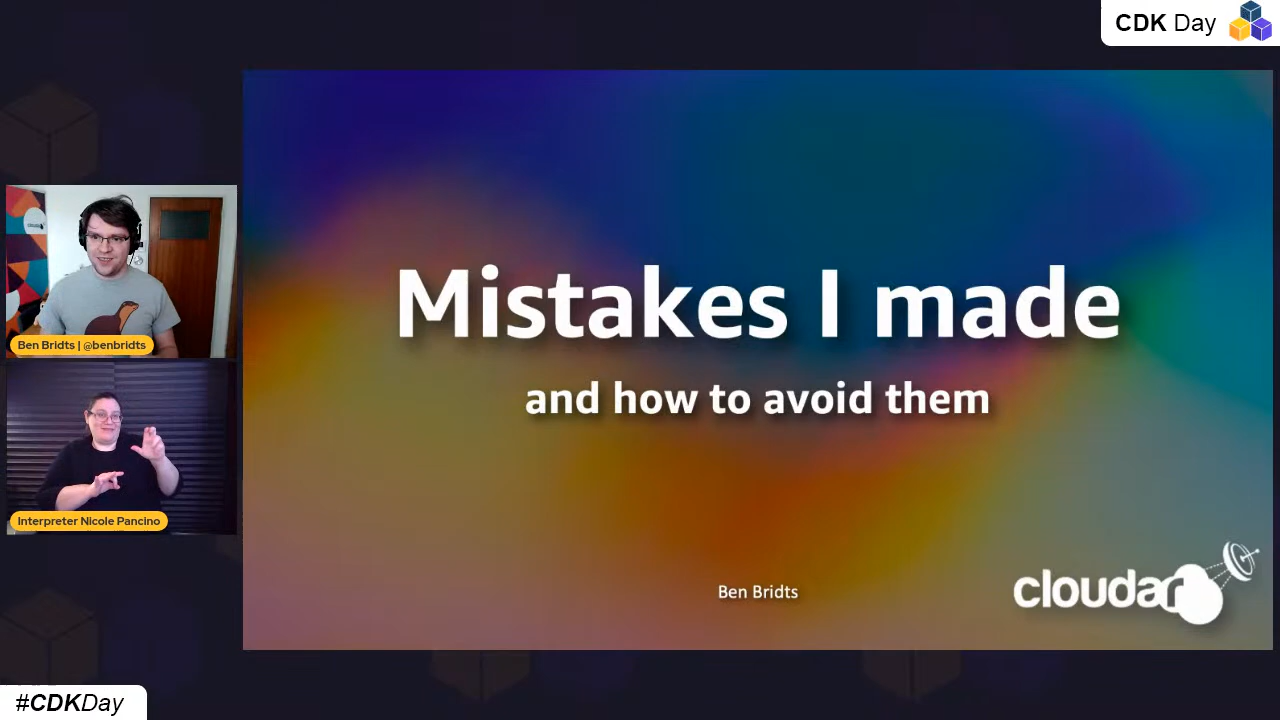 CDK Day
Mistakes I made
and how to avoid them
Ben Bridts | @benbridts
Interpreter Nicole Pancino
Ben Bridts
cloudar
#CDKDay